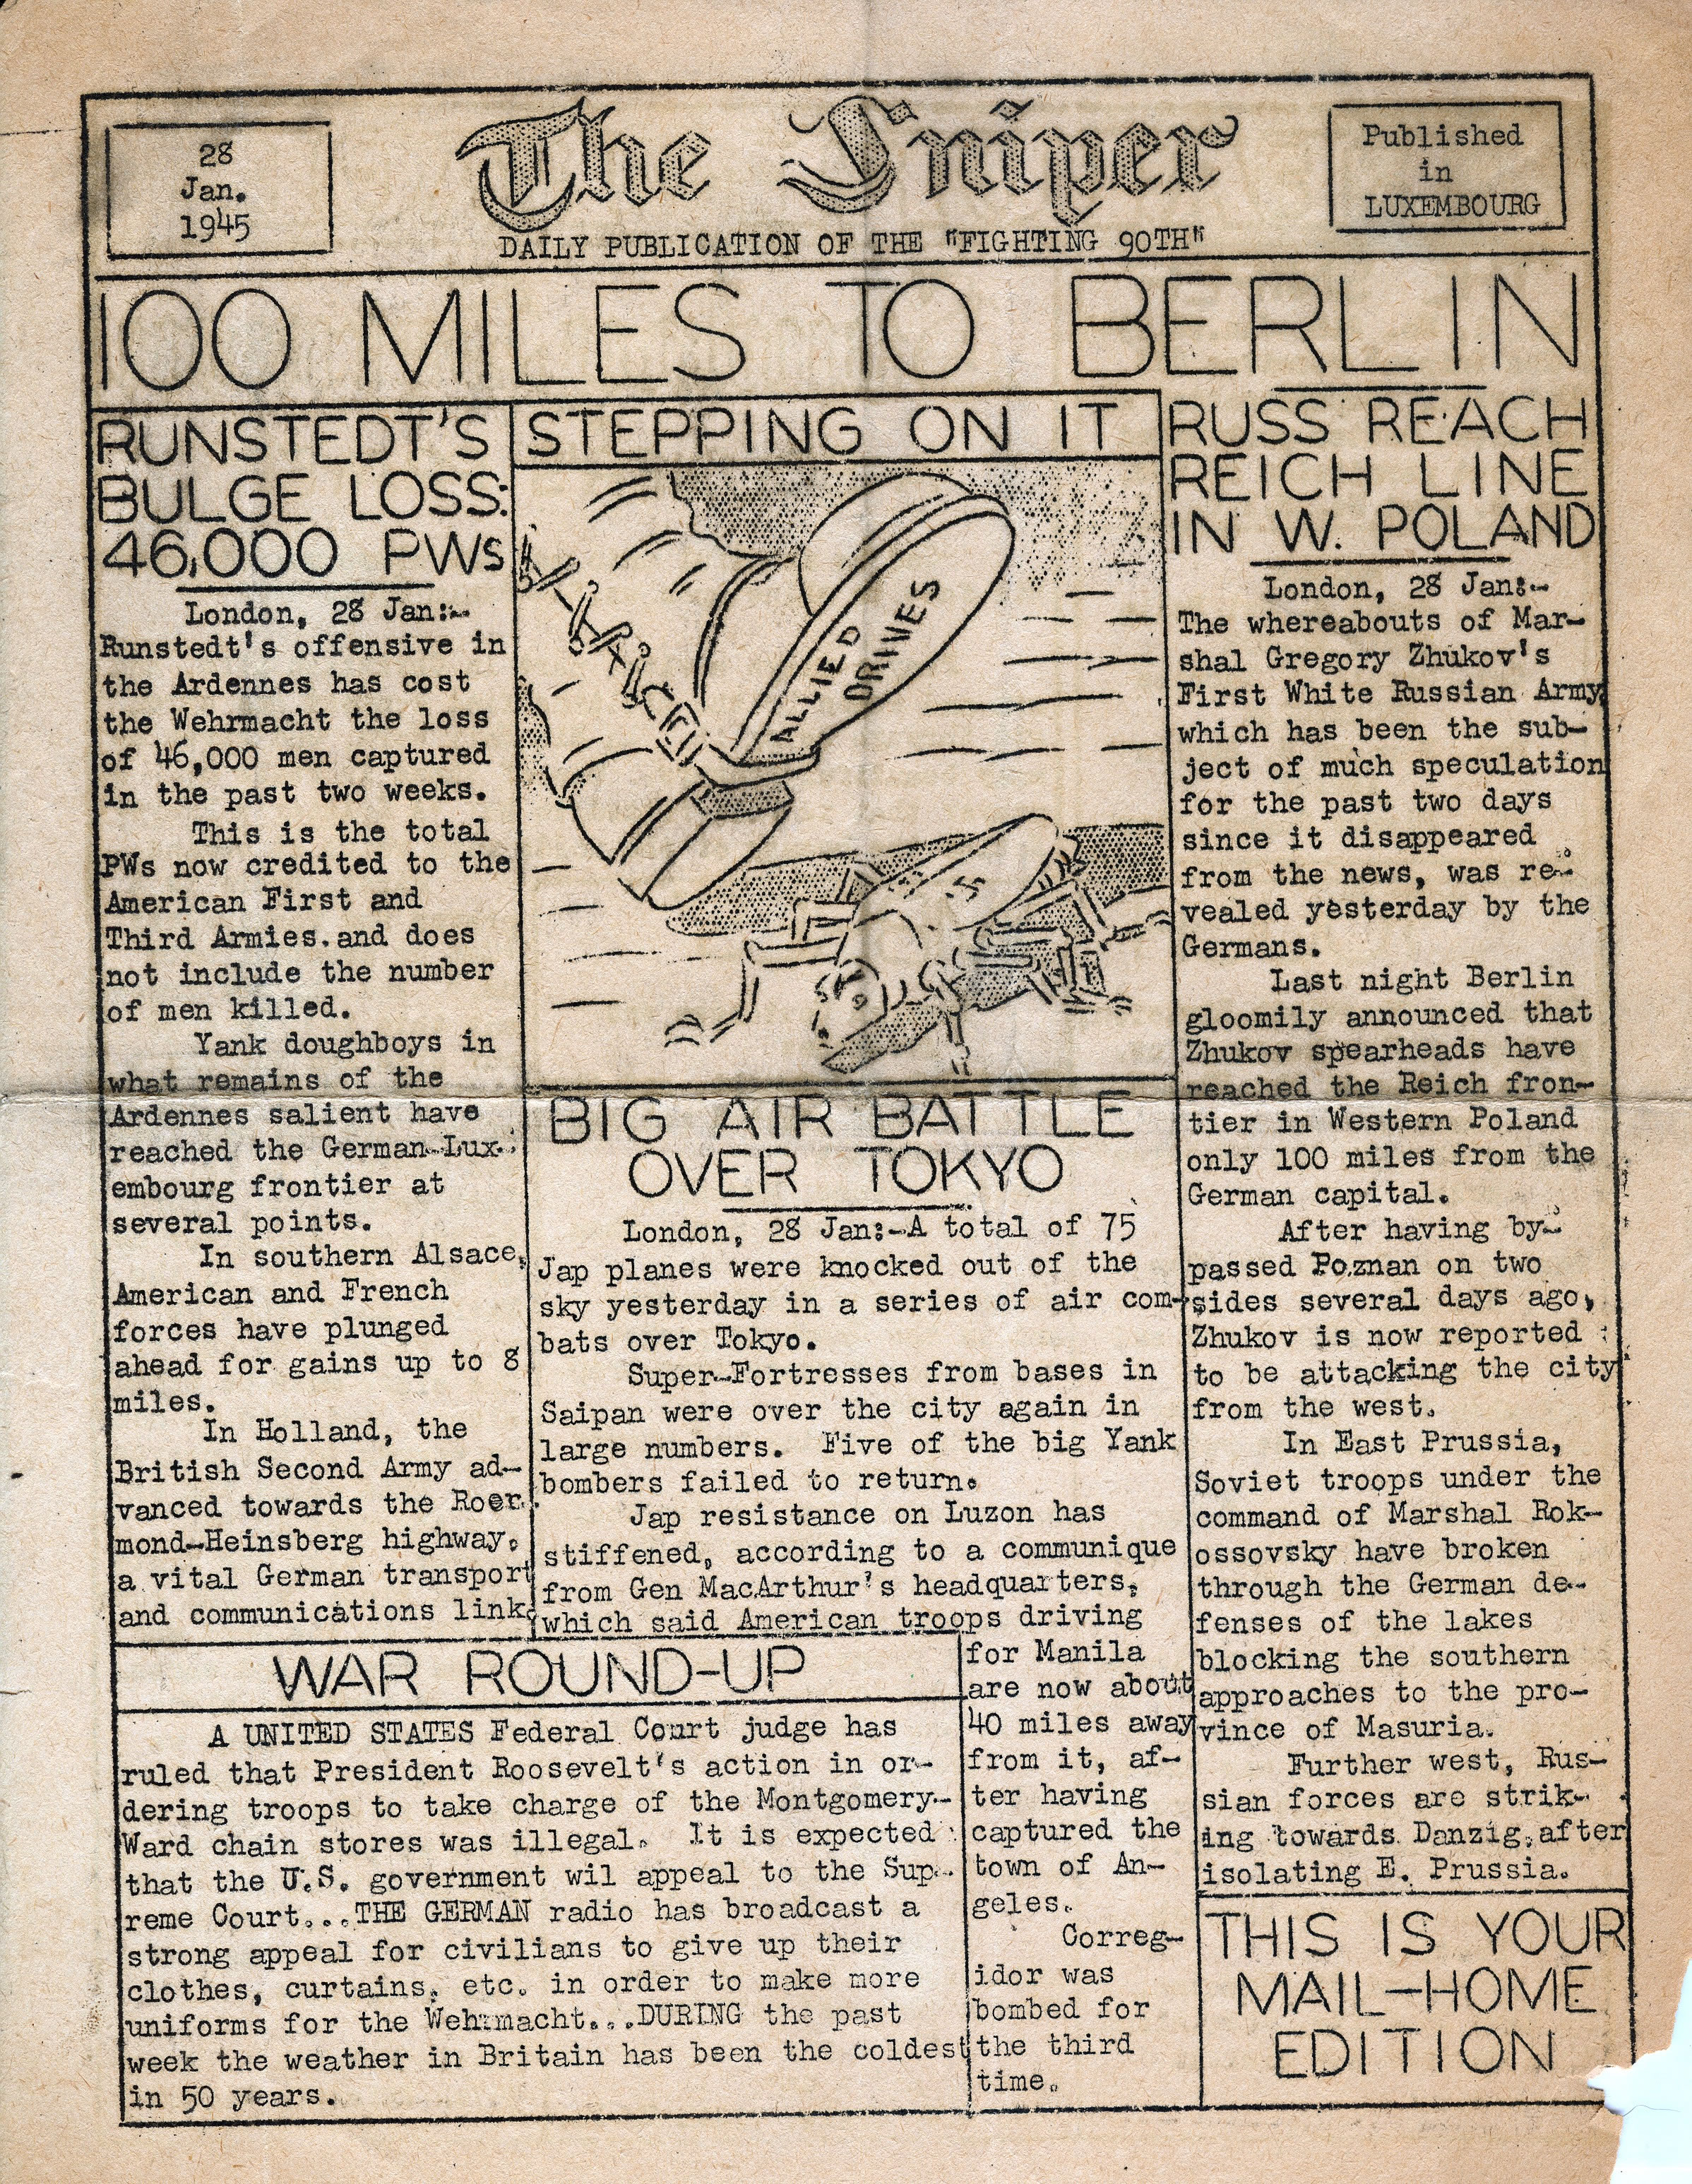 28
Jan.
1945
The Sniper
DAILY PUBLICATION OF THE "FIGHTING 90TH"
Published
in
LUXEMBOURG
100 MILES TO BERLIN
RUNSTEDT'S
BULGE LOSS:
46,000 PWs
London, 28 Jan:-
Runstedt's offensive in
the Ardennes has cost
the Wehrmacht the loss
of 46,000 men captured
in the past two weeks.
This is the total
PWs now credited to the
American First and
Third Armies.and does
not include the number
of men killed.
Yank doughboys in
what remains of the
Ardennes salient have
reached the German-Lux-
embourg frontier at
several points.
In southern Alsace,
American and French
forces have plunged
ahead for gains up to 8
miles.
In Holland, the
British Second Army ad-
vanced towards the Roer-
mond-Heinsberg highway,
a vital German transport
and communications link.
STEPPING ON IT
ALLIED
DRIVES
BIG AIR BATTLE
OVER TOKYO
London, 28 Jan:-A total of 75
Jap planes were knocked out of the
sky yesterday in a series of air com-
bats over Tokyo.
Super-Fortresses from bases in
Saipan were over the city again in
large numbers. Five of the big Yank
bombers failed to return.
Jap resistance on Luzon has
stiffened, according to a communique
from Gen MacArthur's headquarters,
which said American troops driving
for Manila
are now about
40 miles away
from it, af-
ter having
captured the
town of An-
geles.
Correg-
idor was
bombed for
the third
time.
RUSS REACH
REICH LINE
IN W. POLAND
London, 28 Jan:-
The whereabouts of Mar-
shal Gregory Zhukov's
First White Russian Army,
which has been the sub-
ject of much speculation
for the past two days
since it disappeared
from the news, was re-
vealed yesterday by the
Germans.
Last night Berlin
gloomily announced that
Zhukov spearheads have
reached the Reich fron-
tier in Western Poland
only 100 miles from the
German capital.
After having by-
passed Poznan on two
sides several days ago,
Zhukov is now reported
to be attacking the city
from the west.
In East Prussia,
Soviet troops under the
command of Marshal Rok-
ossovsky have broken
through the German de-
fenses of the lakes
blocking the southern
approaches to the pro-
vince of Masuria.
Further west, Rus-
sian forces are strik-
ing towards Danzig,after
isolating E. Prussia.
WAR ROUND-UP
A UNITED STATES Federal Court judge has
ruled that President Roosevelt's action in or-
dering troops to take charge of the Montgomery-
Ward chain stores was illegal. It is expected
that the U.S. government wil appeal to the Sup-
reme Court...THE GERMAN radio has broadcast a
strong appeal for civilians to give up their
clothes, curtains, etc. in order to make more
uniforms for the Wehrmacht...DURING the past
week the weather in Britain has been the coldest
in 50 years.
THIS IS YOUR
MAIL-HOME
EDITION